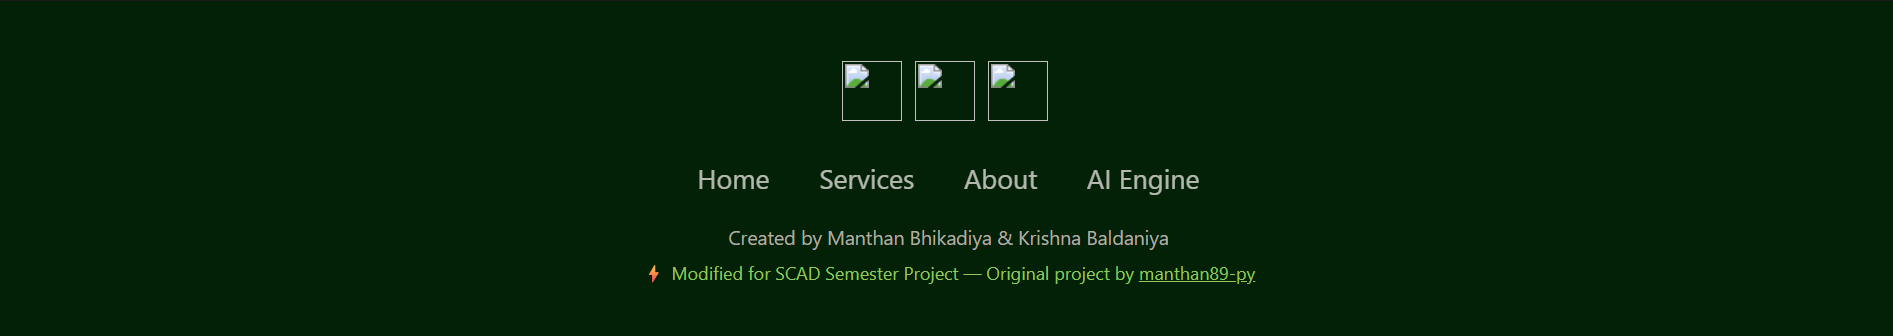 Home Services About AI Engine
Created by Manthan Bhikadiya & Krishna Baldaniya
⚡ Modified for SCAD Semester Project — Original project by manthan89-py